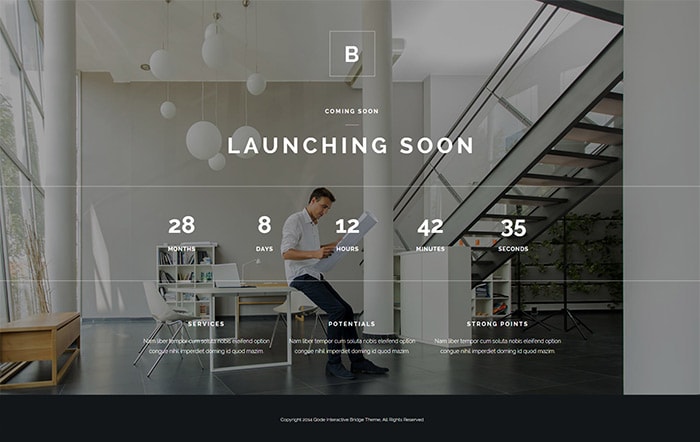 B
COMING SOON
LAUNCHING SOON
28 8 12 42 35
MONTHS DAYS HOURS MINUTES SECONDS
SERVICES POTENTIALS STRONG POINTS
Nam liber tempor cum soluta nobis eleifend option Nam liber tempor cum soluta nobis eleifend option Nam liber tempor cum soluta nobis eleifend option
congue nihil imperdiet doming id quod mazim. congue nihil imperdiet doming id quod mazim. congue nihil imperdiet doming id quod mazim.
Copyright 2014 Qode Interactive Bridge Theme, All Rights Reserved